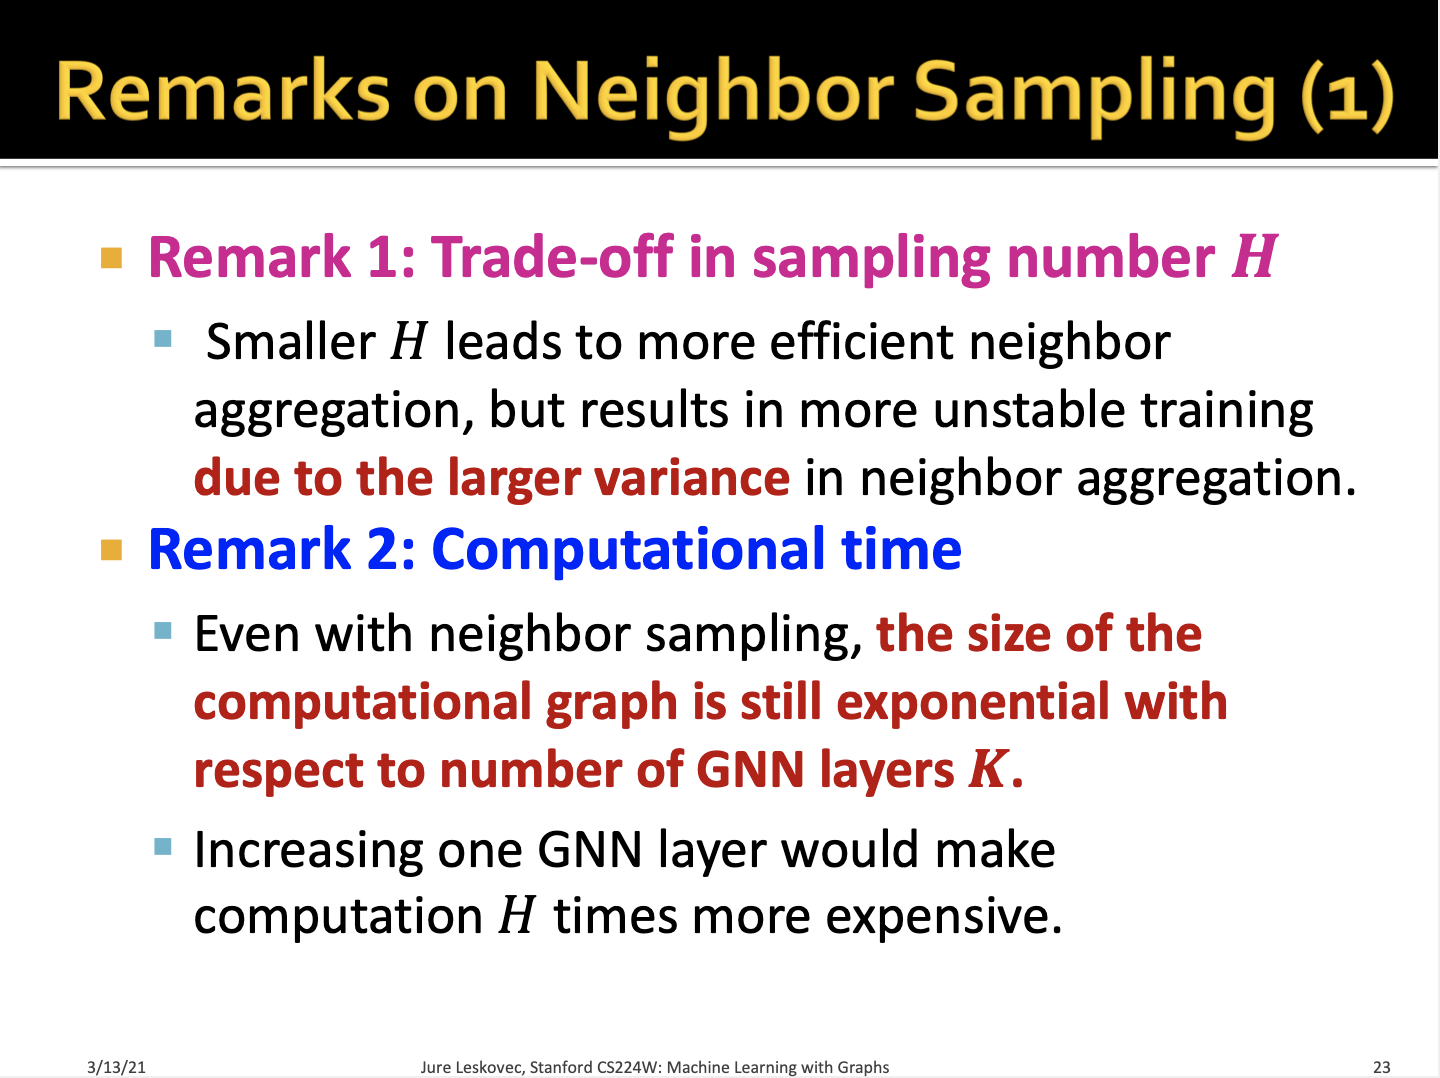 Remarks on Neighbor Sampling (1)
Remark 1: Trade-off in sampling number H
Smaller H leads to more efficient neighbor
aggregation, but results in more unstable training
due to the larger variance in neighbor aggregation.
Remark 2: Computational time
Even with neighbor sampling, the size of the
computational graph is still exponential with
respect to number of GNN layers K.
Increasing one GNN layer would make
computation H times more expensive.
3/13/21 Jure Leskovec, Stanford CS224W: Machine Learning with Graphs 23